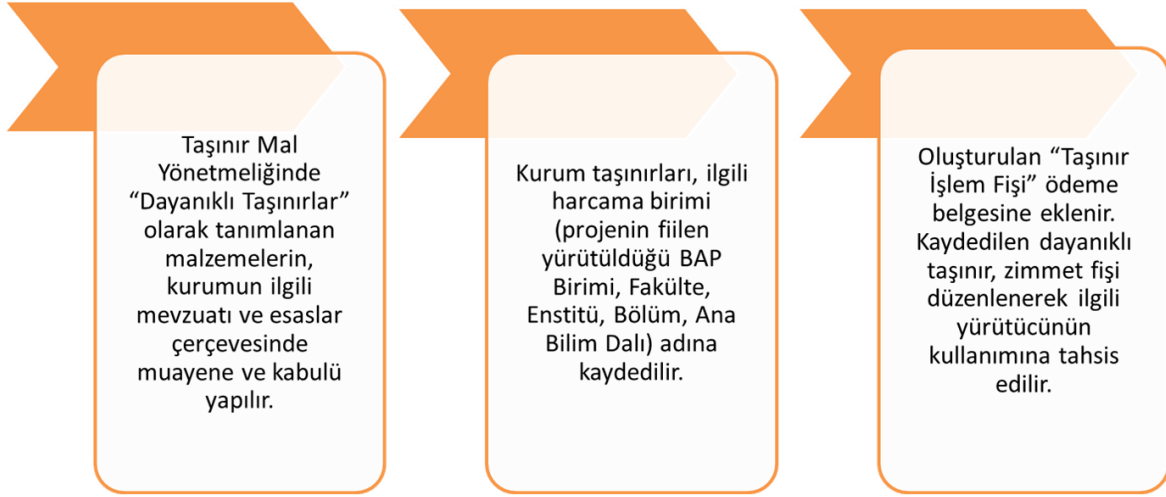 Taşınır Mal
Yönetmeliğinde
“Dayanıklı Taşınırlar”
olarak tanımlanan
malzemelerin,
kurumun ilgili
mevzuatı ve esaslar
çerçevesinde
muayene ve kabulü
yapılır.
Kurum taşınırları, ilgili
harcama birimi
(projenin fiilen
yürütüldüğü BAP
Birimi, Fakülte,
Enstitü, Bölüm, Ana
Bilim Dalı) adına
kaydedilir.
Oluşturulan “Taşınır
İşlem Fişi” ödeme
belgesine eklenir.
Kaydedilen dayanıklı
taşınır, zimmet fişi
düzenlenerek ilgili
yürütücünün
kullanımına tahsis
edilir.